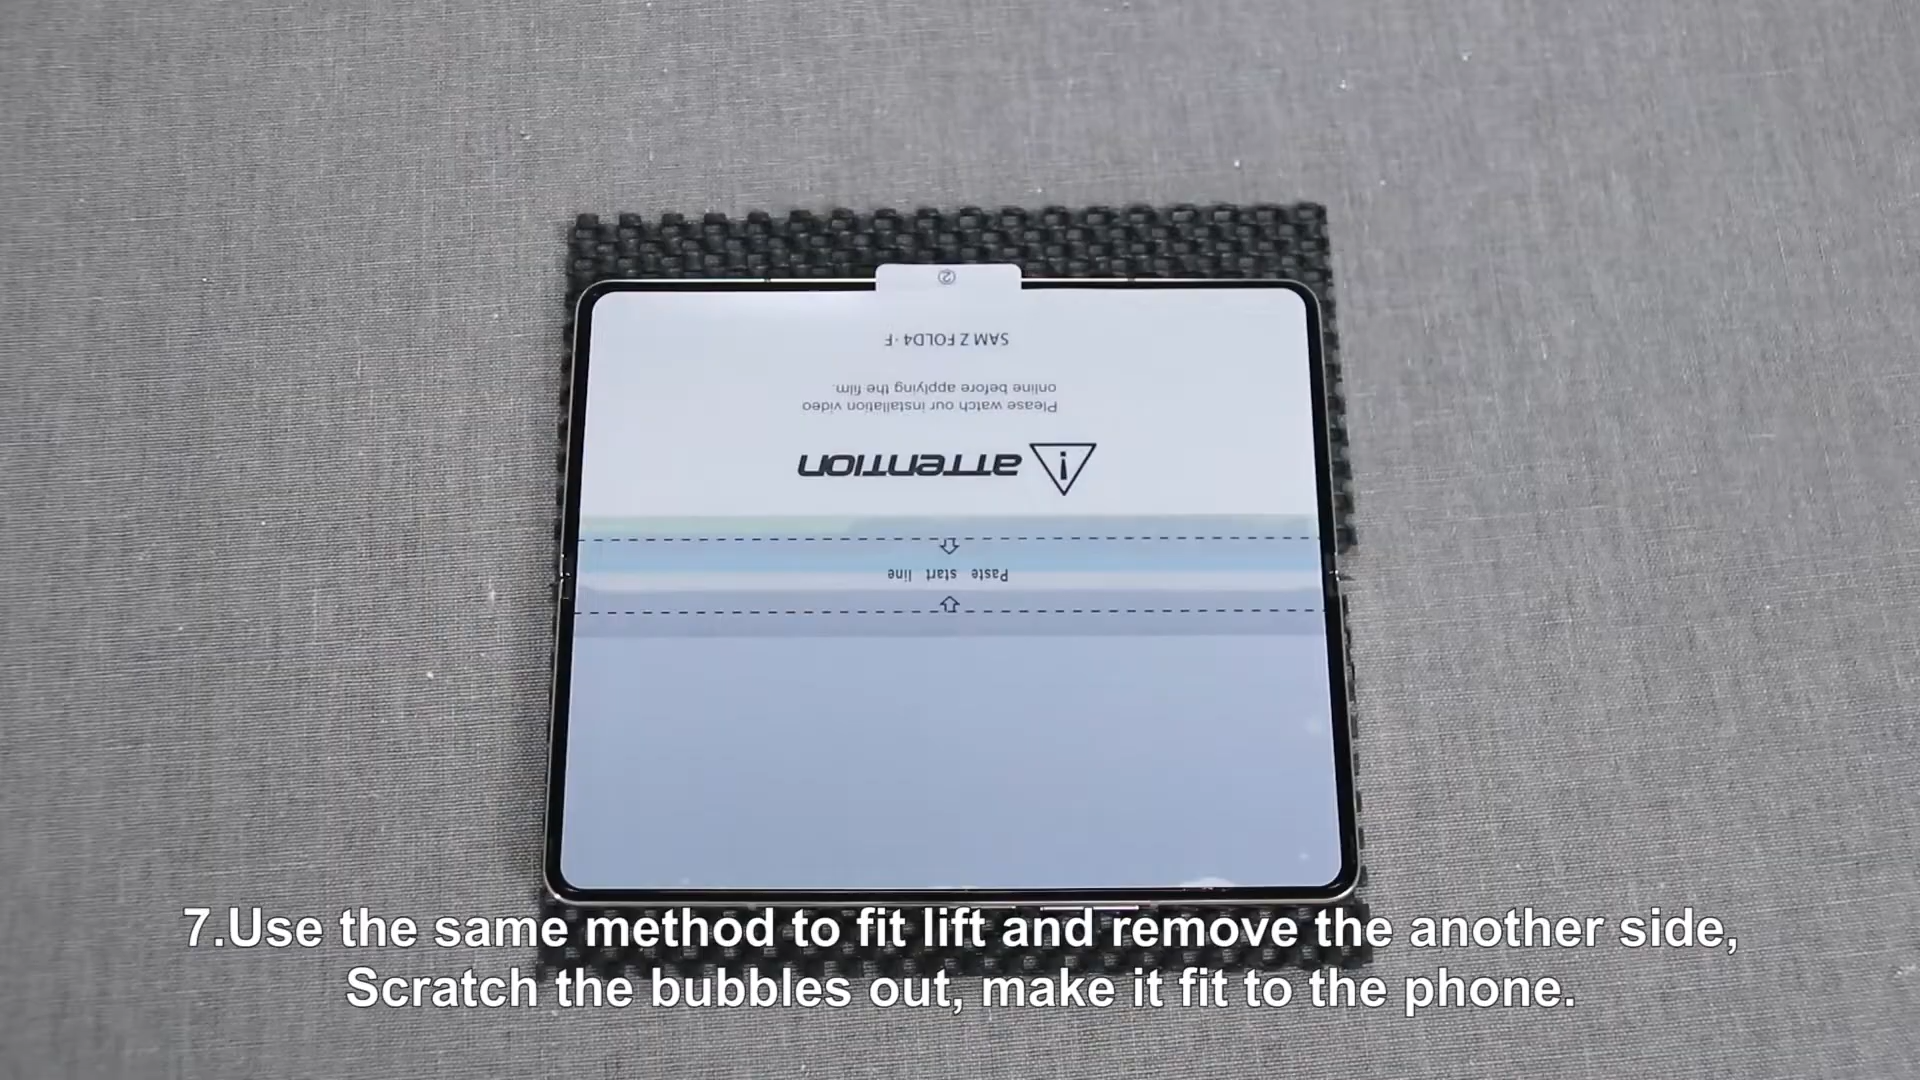 ②
SAM Z FOLD4 - F
online before applying the film.
Please watch our installation video
attention
Paste start line
7.Use the same method to fit lift and remove the another side,
Scratch the bubbles out, make it fit to the phone.